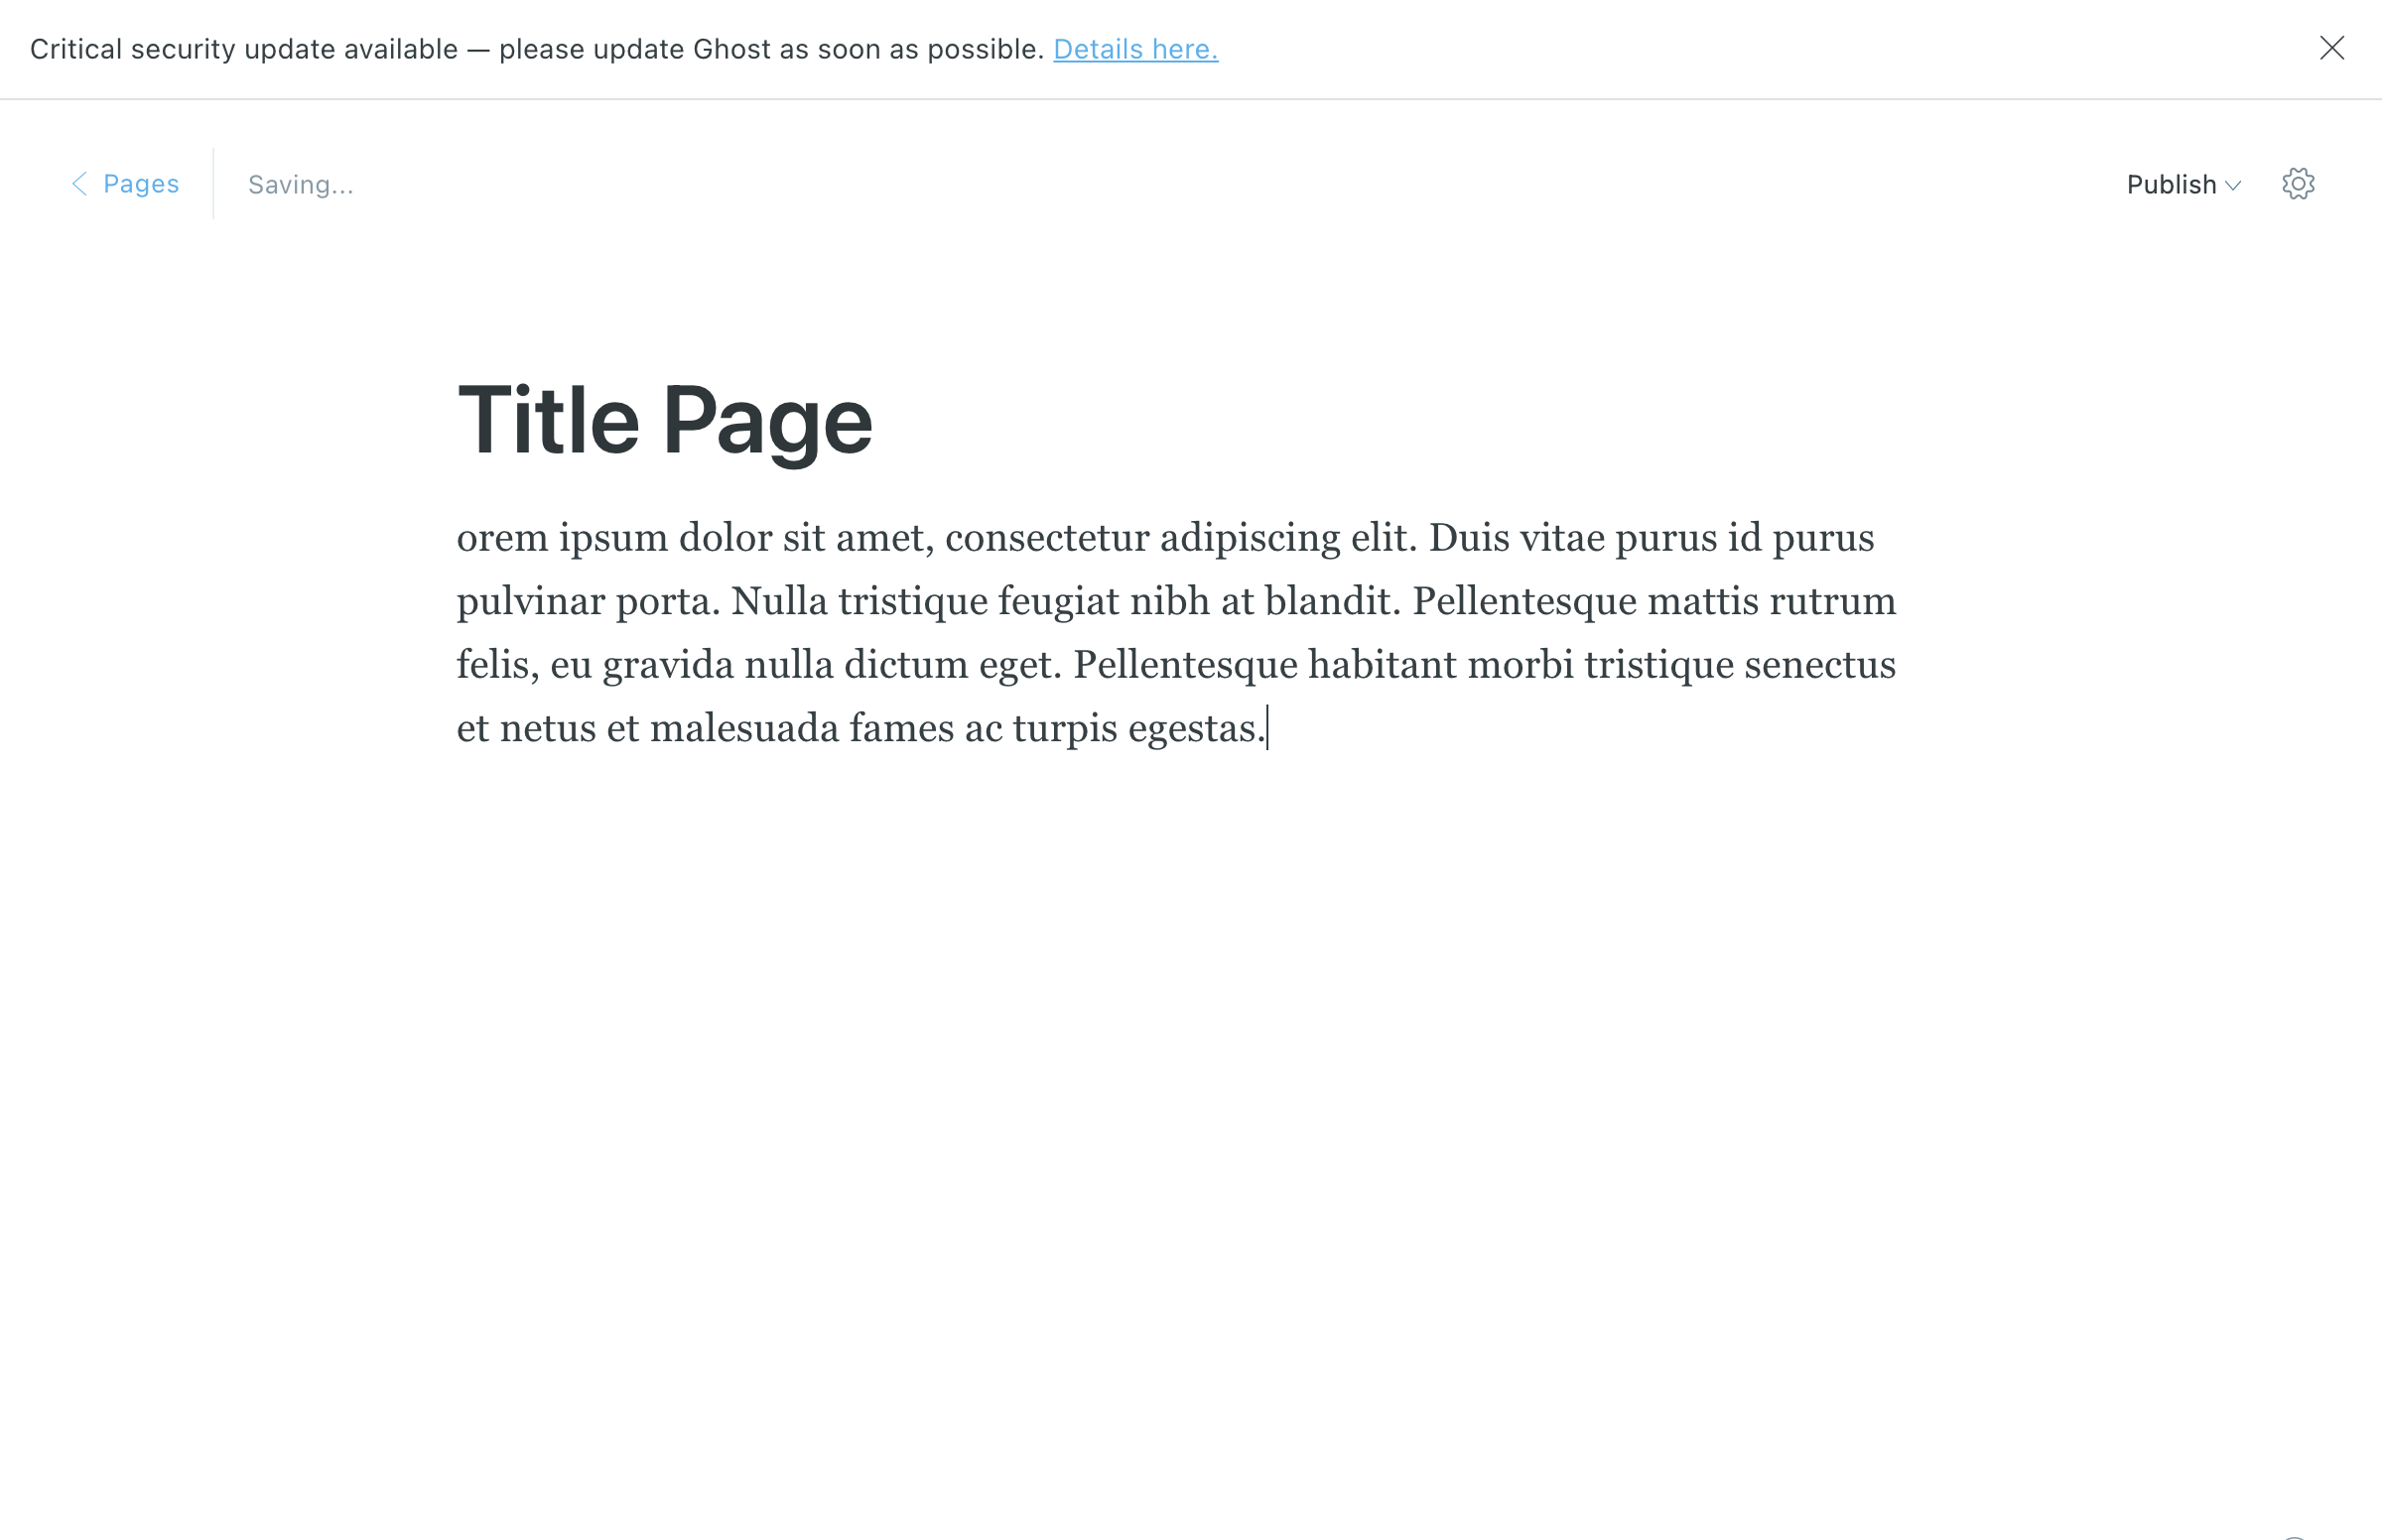 Critical security update available — please update Ghost as soon as possible. Details here.
Pages
Saving...
Publish
Title Page
orem ipsum dolor sit amet, consectetur adipiscing elit. Duis vitae purus id purus
pulvinar porta. Nulla tristique feugiat nibh at blandit. Pellentesque mattis rutrum
felis, eu gravida nulla dictum eget. Pellentesque habitant morbi tristique senectus
et netus et malesuada fames ac turpis egestas.